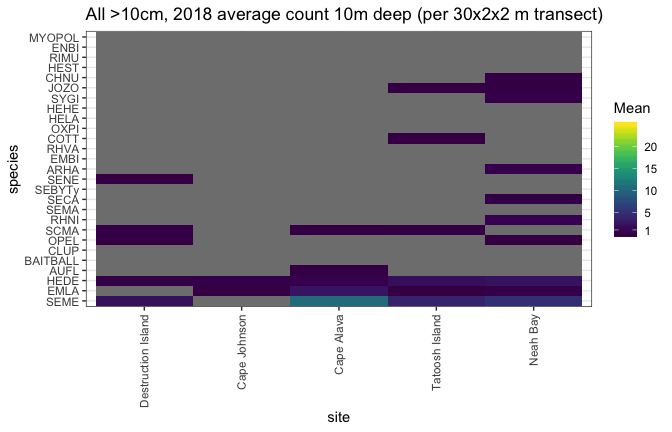 All >10cm, 2018 average count 10m deep (per 30x2x2 m transect)
MYOPOL
ENBI
RIMU
HEST
CHNU
JOZO
SYGI
HEHE
HELA
OXPI
COTT
RHVA
EMBI
ARHA
SENE
SEBYTy
SECA
SEMA
RHNI
SCMA
OPEL
CLUP
BAITBALL
AUFL
HEDE
EMLA
SEME
species
Destruction Island
Cape Johnson
Cape Alava
Tatoosh Island
Neah Bay
site
Mean
20
15
10
5
1